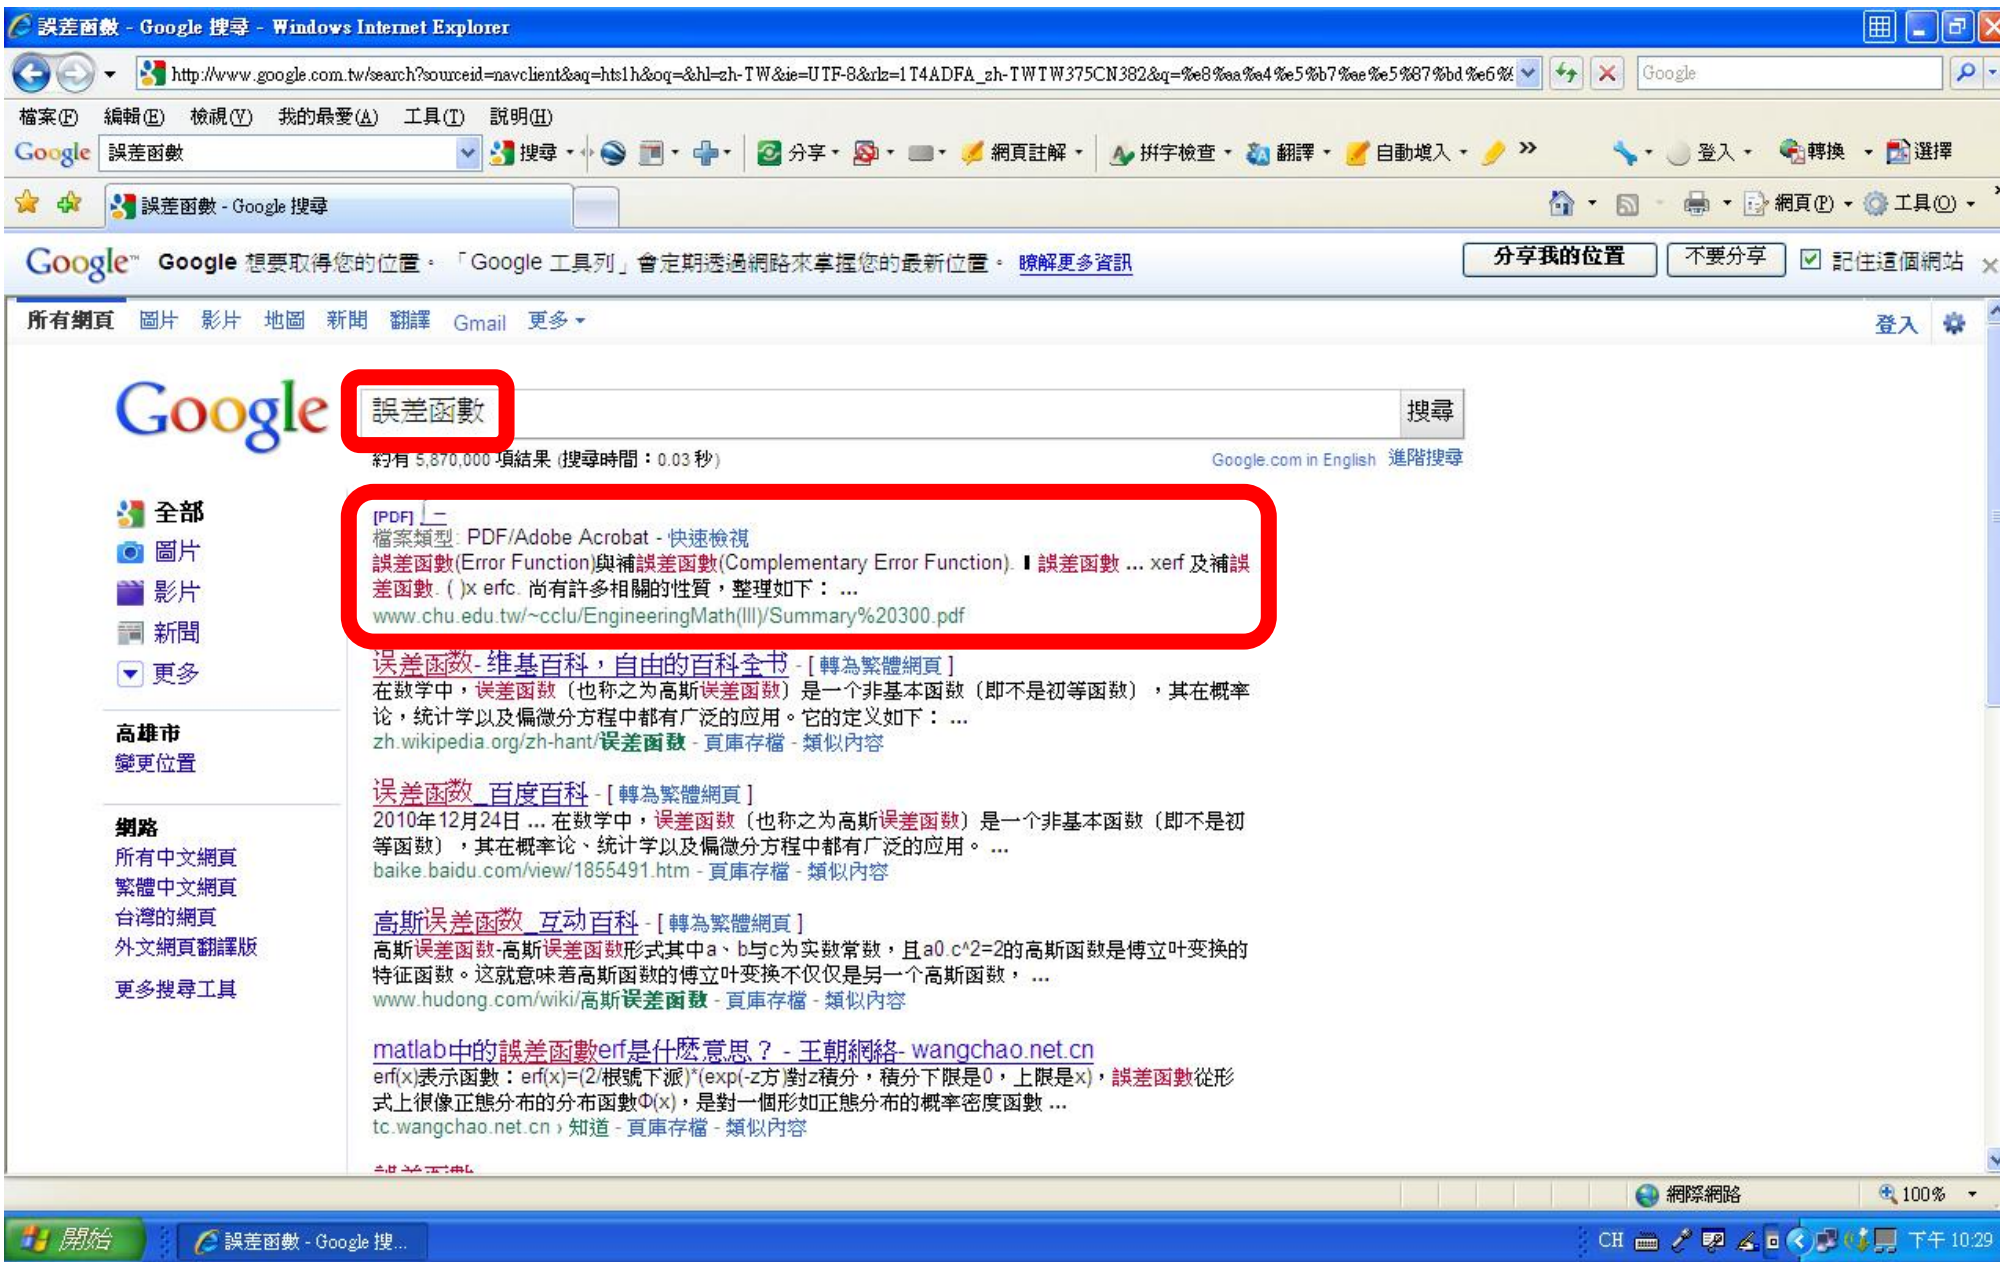 誤差函數 - Google 搜尋 - Windows Internet Explorer
http://www.google.com.tw/search?sourceid=navclient&aq=hts1h&oq=&hl=zh-TW&ie=UTF-8&rlz=1T4ADFA_zh-TWTW375CN382&q=%e8%aa%a4%e5%b7%ae%e5%87%bd%e6%
Google
檔案(F) 編輯(E) 檢視(V) 我的最愛(A) 工具(T) 說明(H)
Google 誤差函數 搜尋 分享 網頁註解 拼字檢查 翻譯 自動填入 » 登入 轉換 選擇
誤差函數 - Google 搜尋 網頁(P) 工具(O)
Google™ Google 想要取得您的位置。「Google 工具列」會定期透過網路來掌握您的最新位置。 瞭解更多資訊 分享我的位置 不要分享 記住這個網站
所有網頁 圖片 影片 地圖 新聞 翻譯 Gmail 更多 登入
Google 誤差函數 搜尋
約有 5,870,000 項結果 (搜尋時間：0.03 秒) Google.com in English 進階搜尋
全部
圖片
影片
新聞
更多
高雄市
變更位置
網路
所有中文網頁
繁體中文網頁
台灣的網頁
外文網頁翻譯版
更多搜尋工具
[PDF] 二
檔案類型: PDF/Adobe Acrobat - 快速檢視
誤差函數(Error Function)與補誤差函數(Complementary Error Function). ▌誤差函數 ... xerf 及補誤
差函數. ( )x erfc. 尚有許多相關的性質，整理如下： ...
www.chu.edu.tw/~cclu/EngineeringMath(III)/Summary%20300.pdf
误差函数- 维基百科，自由的百科全书 - [ 轉為繁體網頁 ]
在数学中，误差函数（也称之为高斯误差函数）是一个非基本函数（即不是初等函数），其在概率
论，统计学以及偏微分方程中都有广泛的应用。它的定义如下： ...
zh.wikipedia.org/zh-hant/误差函数 - 頁庫存檔 - 類似內容
误差函数_百度百科 - [ 轉為繁體網頁 ]
2010年12月24日 ... 在数学中，误差函数（也称之为高斯误差函数）是一个非基本函数（即不是初
等函数），其在概率论、统计学以及偏微分方程中都有广泛的应用。 ...
baike.baidu.com/view/1855491.htm - 頁庫存檔 - 類似內容
高斯误差函数_互动百科 - [ 轉為繁體網頁 ]
高斯误差函数-高斯误差函数形式其中a、b与c为实数常数，且a0.c^2=2的高斯函数是傅立叶变换的
特征函数。这就意味着高斯函数的傅立叶变换不仅仅是另一个高斯函数， ...
www.hudong.com/wiki/高斯误差函数 - 頁庫存檔 - 類似內容
matlab中的誤差函數erf是什麼意思？ - 王朝網絡- wangchao.net.cn
erf(x)表示函數：erf(x)=(2/根號下派)*(exp(-z方)對z積分，積分下限是0，上限是x)，誤差函數從形
式上很像正態分布的分布函數Φ(x)，是對一個形如正態分布的概率密度函數 ...
tc.wangchao.net.cn › 知道 - 頁庫存檔 - 類似內容
網際網路 100%
開始 誤差函數 - Google 搜... CH 下午 10:29